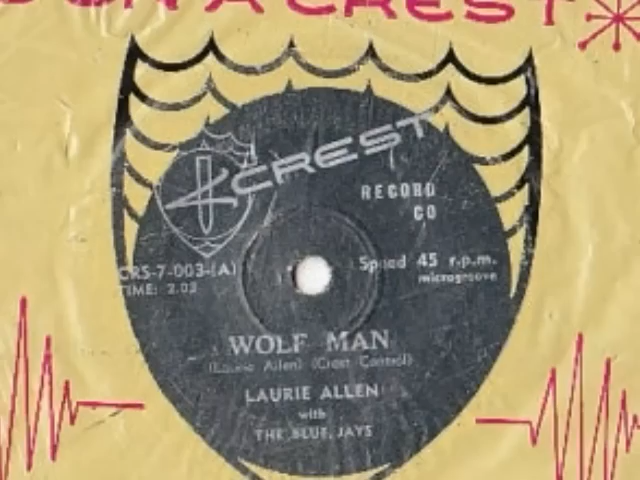 A CREST
CREST
RECORD
CO
CRS-7-003-(A)
TIME: 2.03
Speed 45 r.p.m.
microgroove
WOLF MAN
(Laurie Allen) (Crest Control)
LAURIE ALLEN
with
THE BLUE JAYS